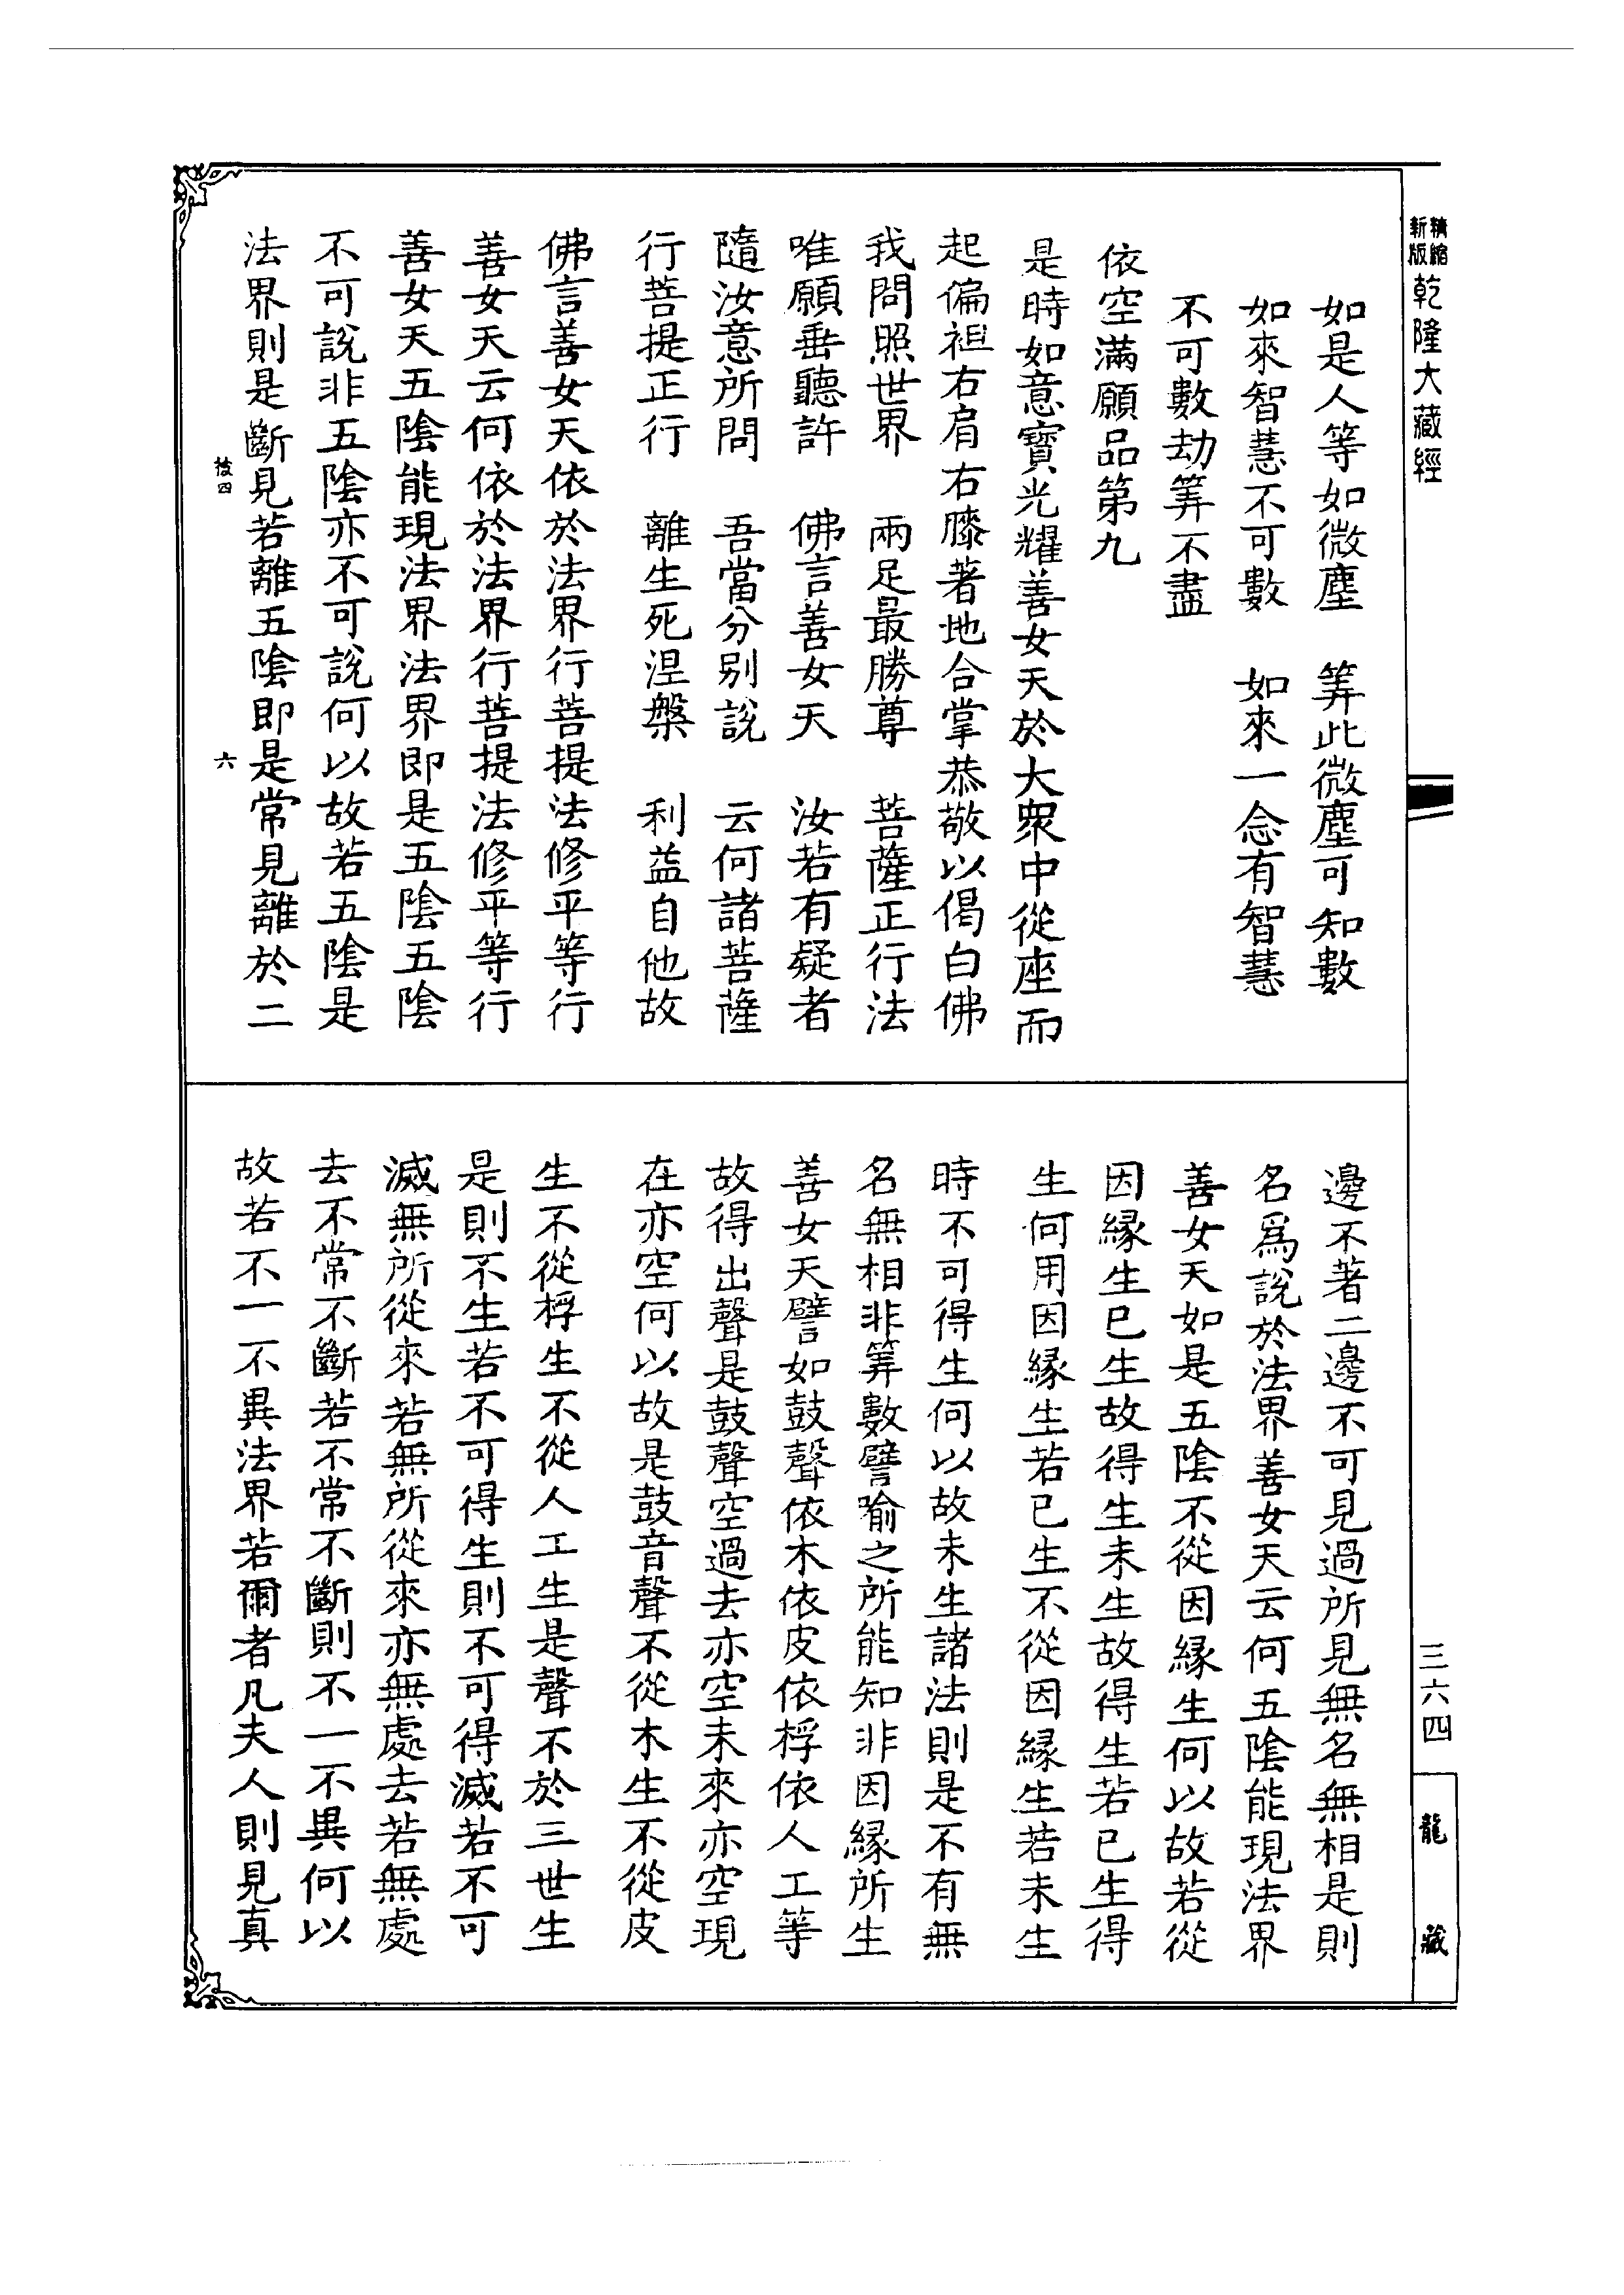 精縮新版乾隆大藏經
如是人等如微塵　筭此微塵可知數
如來智慧不可數　如來一念有智慧
不可數劫筭不盡
依空滿願品第九
是時如意寶光耀善女天於大眾中從座而
起偏袒右肩右膝著地合掌恭敬以偈白佛
我問照世界　兩足最勝尊　菩薩正行法
唯願垂聽許　佛言善女天　汝若有疑者
隨汝意所問　吾當分別說　云何諸菩薩
行菩提正行　離生死涅槃　利益自他故
佛言善女天依於法界行菩提法修平等行
善女天云何依於法界行菩提法修平等行
善女天五陰能現法界法界即是五陰五陰
不可說非五陰亦不可說何以故若五陰是
法界則是斷見若離五陰即是常見離於二
六
邊不著二邊不可見過所見無名無相是則
名爲說於法界善女天云何五陰能現法界
善女天如是五陰不從因緣生何以故若從
因緣生已生故得生未生故得生若已生得
生何用因緣生若已生不從因緣生若未生
時不可得生何以故未生諸法則是不有無
名無相非筭數譬喻之所能知非因緣所生
善女天譬如鼓聲依木依皮依桴依人工等
故得出聲是鼓聲空過去亦空未來亦空現
在亦空何以故是鼓音聲不從木生不從皮
生不從桴生不從人工生是聲不於三世生
是則不生若不可得生則不可得滅若不可
滅無所從來若無所從來亦無處去若無處
去不常不斷若不常不斷則不一不異何以
故若不一不異法界若爾者凡夫人則見真
三六四
龍藏